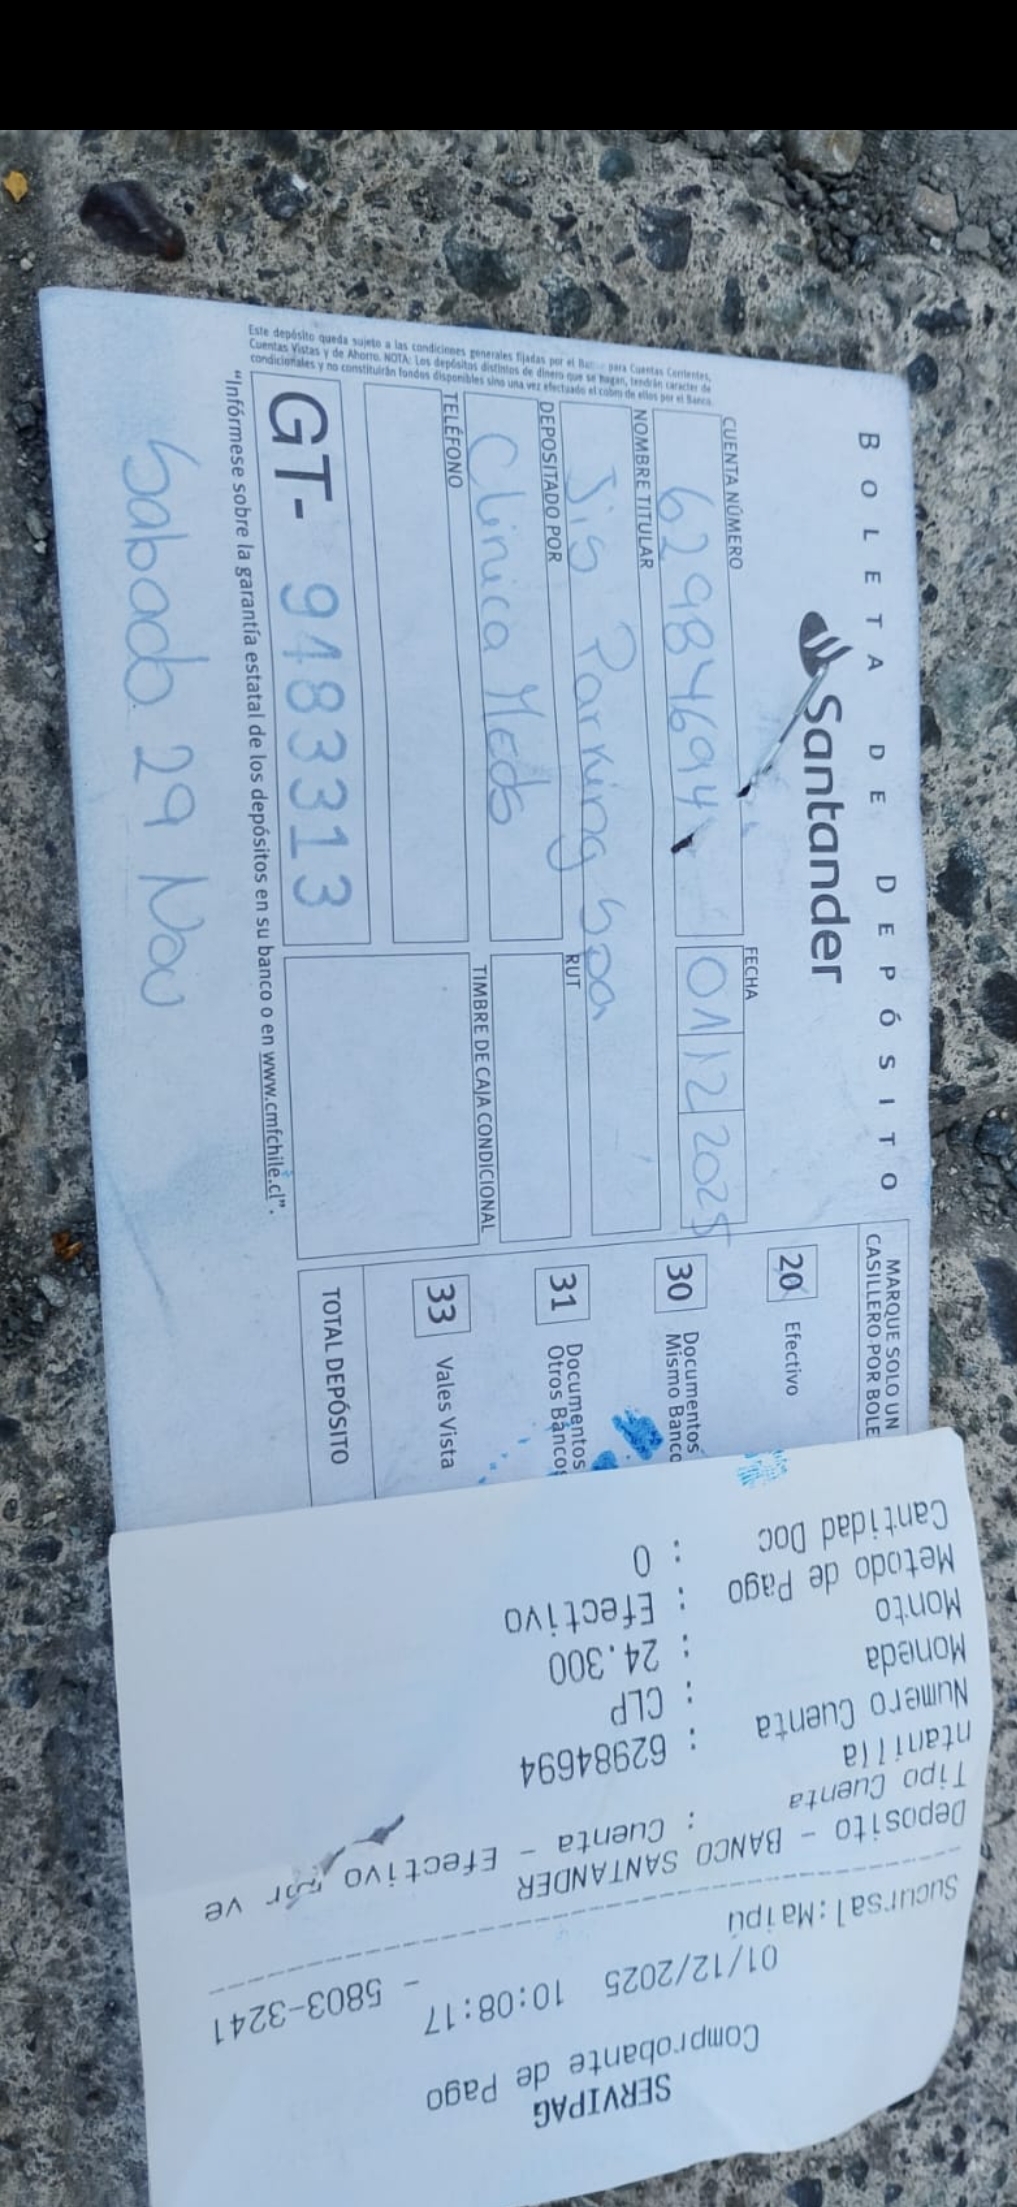 BOLETA DE DEPÓSITO
Santander
CUENTA NÚMERO
62984694
FECHA
01 12 2025
NOMBRE TITULAR
Jis Parking Spa
DEPOSITADO POR
Clinica Meds
RUT
TELÉFONO
TIMBRE DE CAJA CONDICIONAL
GT- 9483313
"Infórmese sobre la garantía estatal de los depósitos en su banco o en www.cmfchile.cl".
Sabado 29 Nov
Este depósito queda sujeto a las condiciones generales fijadas por el para Cuentas Corrientes,
Cuentas Vistas y de Ahorro. NOTA: Los depósitos distintos de dinero que se hagan, tendrán caracter de
condicionales y no constituirán fondos disponibles sino una vez efectuado el cobro de ellos por el Banco.
MARQUE SOLO UN
CASILLERO POR BOLE
20 Efectivo
30 Documentos
Mismo Banco
31 Documentos
Otros Bancos
33 Vales Vista
TOTAL DEPÓSITO
SERVIPAG
Comprobante de Pago
01/12/2025 10:08:17 - 5803-3241
Sucursal:Maipú
Deposito - BANCO SANTANDER
Tipo Cuenta : Cuenta - Efectivo por ve
ntanilla
Numero Cuenta : 62984694
Moneda : CLP
Monto : 24.300
Metodo de Pago : Efectivo
Cantidad Doc : 0